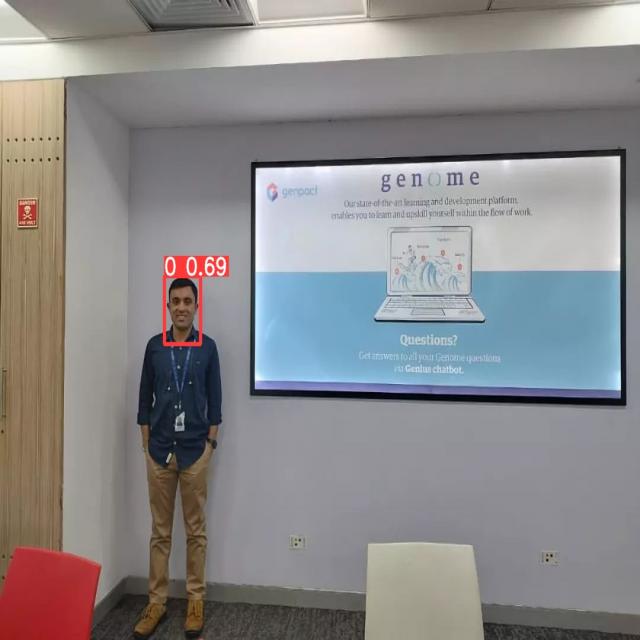 genpact
genome
Our state-of-the-art learning and development platform,
enables you to learn and upskill yourself within the flow of work.
Questions?
Get answers to all your Genome questions
via Genius chatbot.
0 0.69
DANGER